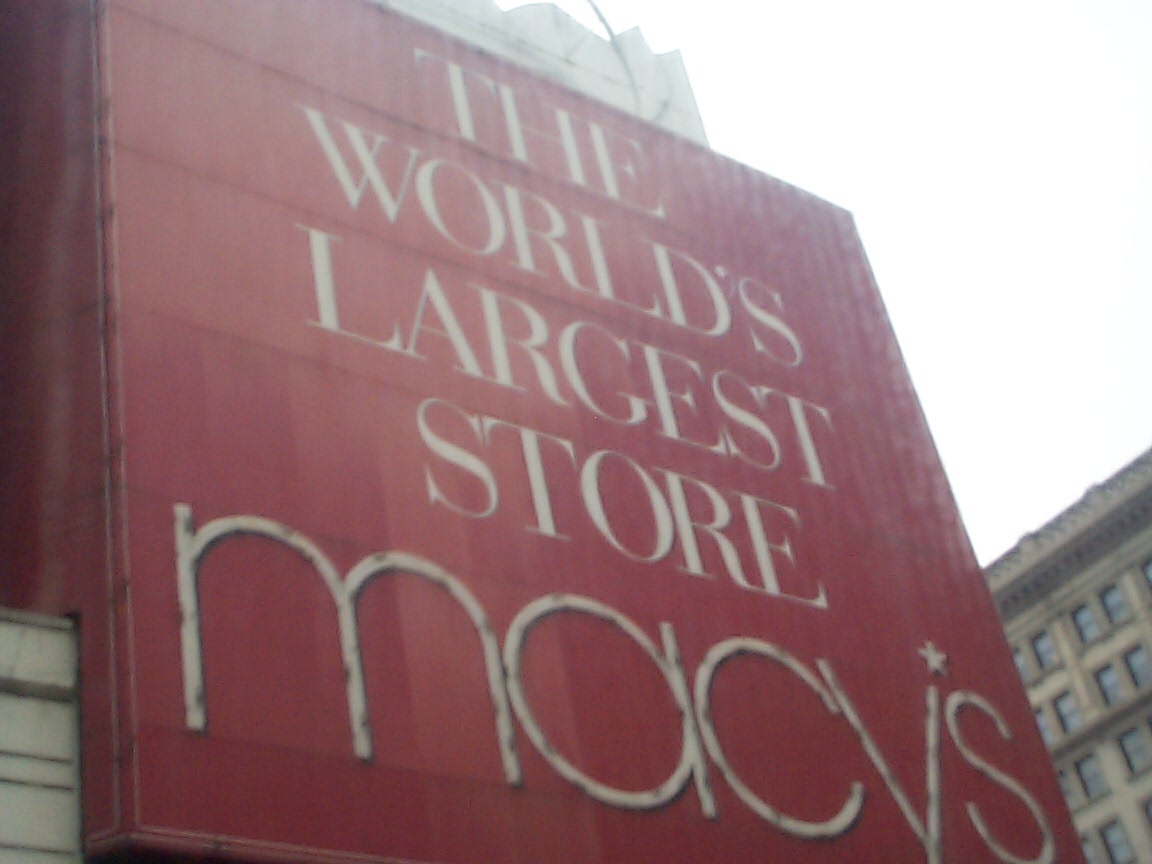 THE
WORLD'S
LARGEST
STORE
macy's